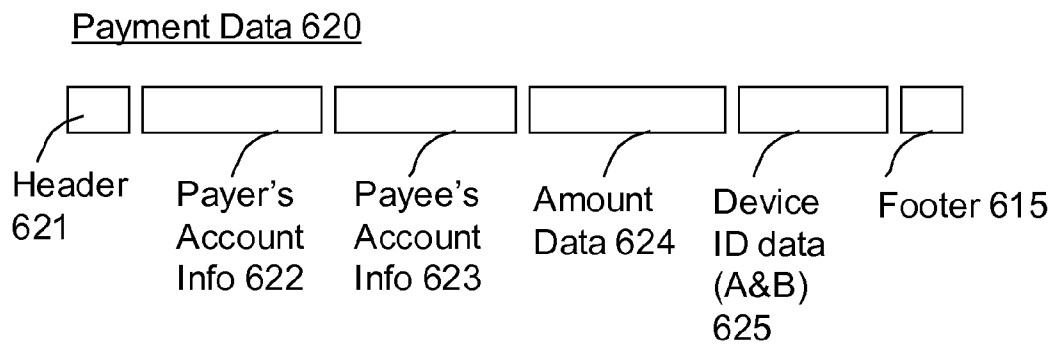 Payment Data 620
Header
621
Payer's
Account
Info 622
Payee's
Account
Info 623
Amount
Data 624
Device
ID data
(A&B)
625
Footer 615